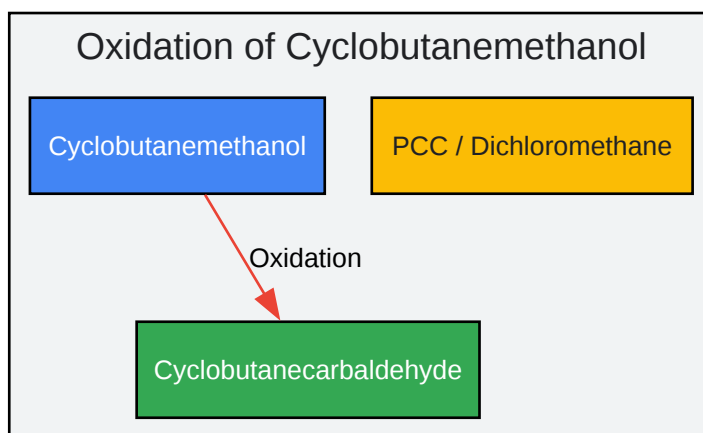 Oxidation of Cyclobutanemethanol
Cyclobutanemethanol
PCC / Dichloromethane
Oxidation
Cyclobutanecarbaldehyde